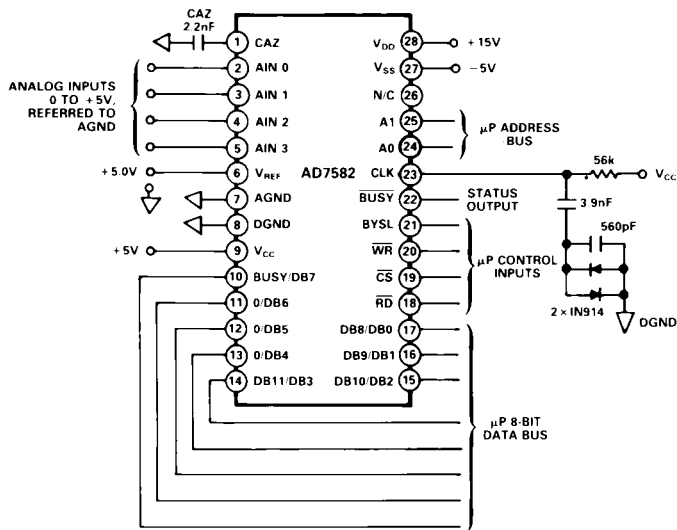 CAZ
2.2nF
1 CAZ
2 AIN 0
3 AIN 1
4 AIN 2
5 AIN 3
6 VREF
7 AGND
8 DGND
9 VCC
10 BUSY/DB7
11 0/DB6
12 0/DB5
13 0/DB4
14 DB11/DB3
ANALOG INPUTS
0 TO +5V,
REFERRED TO
AGND
+5.0V
+5V
AD7582
VDD 28
VSS 27
N/C 26
A1 25
A0 24
CLK 23
BUSY 22
BYSL 21
WR 20
CS 19
RD 18
DB8/DB0 17
DB9/DB1 16
DB10/DB2 15
+15V
−5V
μP ADDRESS
BUS
STATUS
OUTPUT
μP CONTROL
INPUTS
μP 8-BIT
DATA BUS
56k
VCC
3.9nF
560pF
2 × IN914
DGND